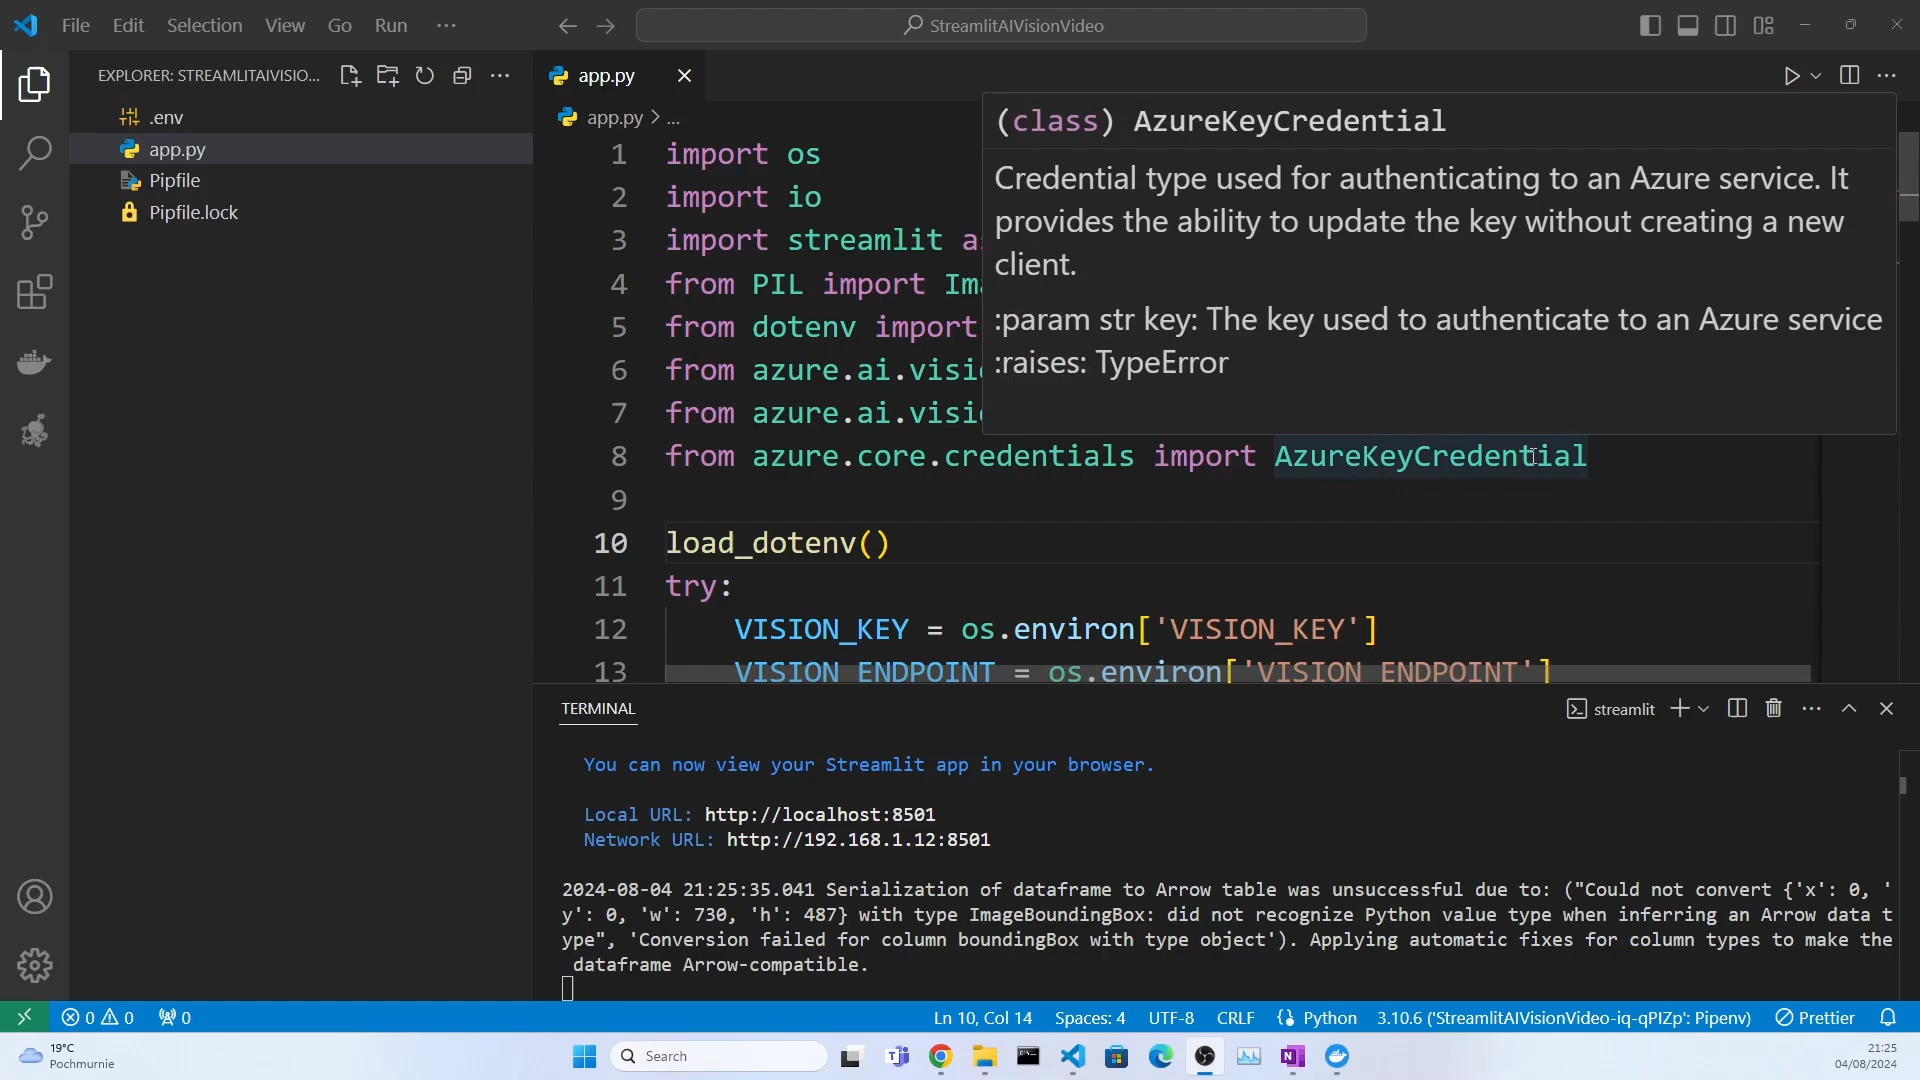 File Edit Selection View Go Run ···
StreamlitAIVisionVideo
EXPLORER: STREAMLITAIVISIO...
.env
app.py
Pipfile
Pipfile.lock
app.py
app.py > ...
(class) AzureKeyCredential
Credential type used for authenticating to an Azure service. It
provides the ability to update the key without creating a new
client.
:param str key: The key used to authenticate to an Azure service
:raises: TypeError
1 import os
2 import io
3 import streamlit a
4 from PIL import Im
5 from dotenv import
6 from azure.ai.visi
7 from azure.ai.visi
8 from azure.core.credentials import AzureKeyCredential
9
10 load_dotenv()
11 try:
12 VISION_KEY = os.environ['VISION_KEY']
13 VISION_ENDPOINT = os.environ['VISION_ENDPOINT']
TERMINAL
streamlit
You can now view your Streamlit app in your browser.
Local URL: http://localhost:8501
Network URL: http://192.168.1.12:8501
2024-08-04 21:25:35.041 Serialization of dataframe to Arrow table was unsuccessful due to: ("Could not convert {'x': 0, '
y': 0, 'w': 730, 'h': 487} with type ImageBoundingBox: did not recognize Python value type when inferring an Arrow data t
ype", 'Conversion failed for column boundingBox with type object'). Applying automatic fixes for column types to make the
dataframe Arrow-compatible.
0 0 0
Ln 10, Col 14 Spaces: 4 UTF-8 CRLF Python 3.10.6 ('StreamlitAIVisionVideo-iq-qPIZp': Pipenv) Prettier
19°C
Pochmurnie
Search
21:25
04/08/2024